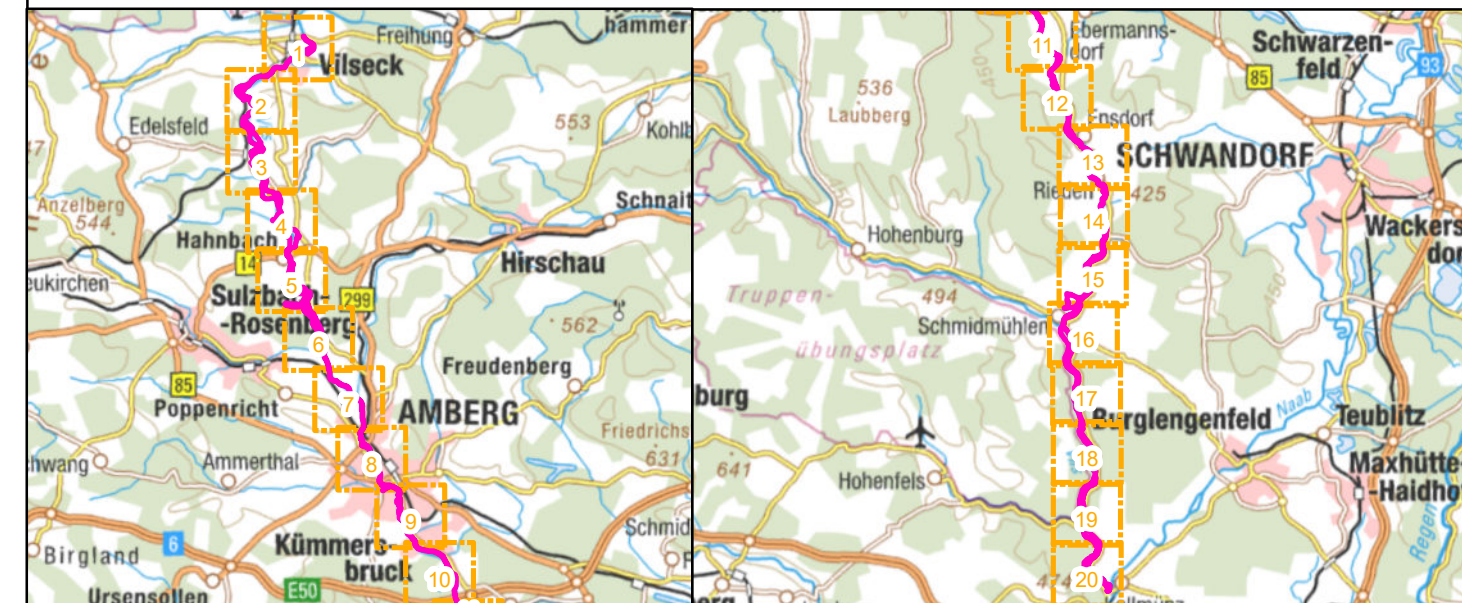 hammer
Freihung
1
Vilseck
2
Edelsfeld
553
3
Anzelberg
544
4
Schnait
Hahnbach
14
Hirschau
eukirchen
5
Sulzbach-
-Rosenberg
299
562
6
Freudenberg
85
7
Poppenricht
AMBERG
Friedrichs
631
hwang
Ammerthal
8
Schmid
9
6
Birgland
Kümmers-
bruck
10
E50
Ursensollen
11
Ebermanns-
dorf
Schwarzen-
feld
93
85
536
Laubberg
450
12
Ensdorf
SCHWANDORF
13
Rieden
425
14
Wackers
dor
Hohenburg
15
494
450
Truppen-
übungsplatz
Schmidmühlen
16
burg
17
Burglengenfeld
Naab
Teublitz
641
Hohenfels
18
Maxhütte-
-Haidho
19
Regen
474
20
Kallmünz